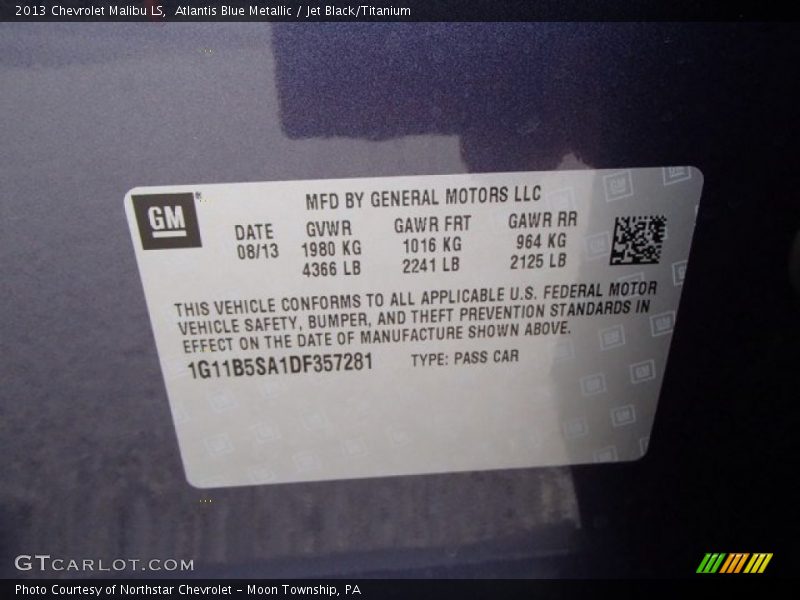 2013 Chevrolet Malibu LS, Atlantis Blue Metallic / Jet Black/Titanium
GM
MFD BY GENERAL MOTORS LLC
DATE GVWR GAWR FRT GAWR RR
08/13 1980 KG 1016 KG 964 KG
4366 LB 2241 LB 2125 LB
THIS VEHICLE CONFORMS TO ALL APPLICABLE U.S. FEDERAL MOTOR
VEHICLE SAFETY, BUMPER, AND THEFT PREVENTION STANDARDS IN
EFFECT ON THE DATE OF MANUFACTURE SHOWN ABOVE.
1G11B5SA1DF357281 TYPE: PASS CAR
GTCARLOT.COM
Photo Courtesy of Northstar Chevrolet - Moon Township, PA